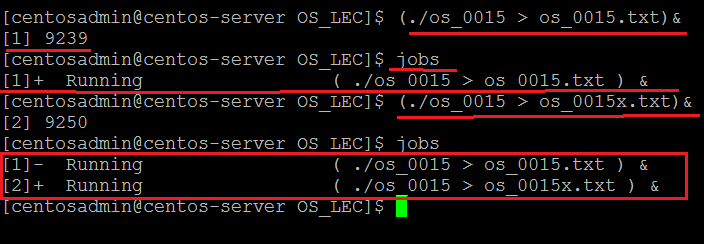 [centosadmin@centos-server OS_LEC]$ (./os_0015 > os_0015.txt)&
[1] 9239
[centosadmin@centos-server OS_LEC]$ jobs
[1]+  Running                 ( ./os_0015 > os_0015.txt ) &
[centosadmin@centos-server OS_LEC]$ (./os_0015 > os_0015x.txt)&
[2] 9250
[centosadmin@centos-server OS_LEC]$ jobs
[1]-  Running                 ( ./os_0015 > os_0015.txt ) &
[2]+  Running                 ( ./os_0015 > os_0015x.txt ) &
[centosadmin@centos-server OS_LEC]$